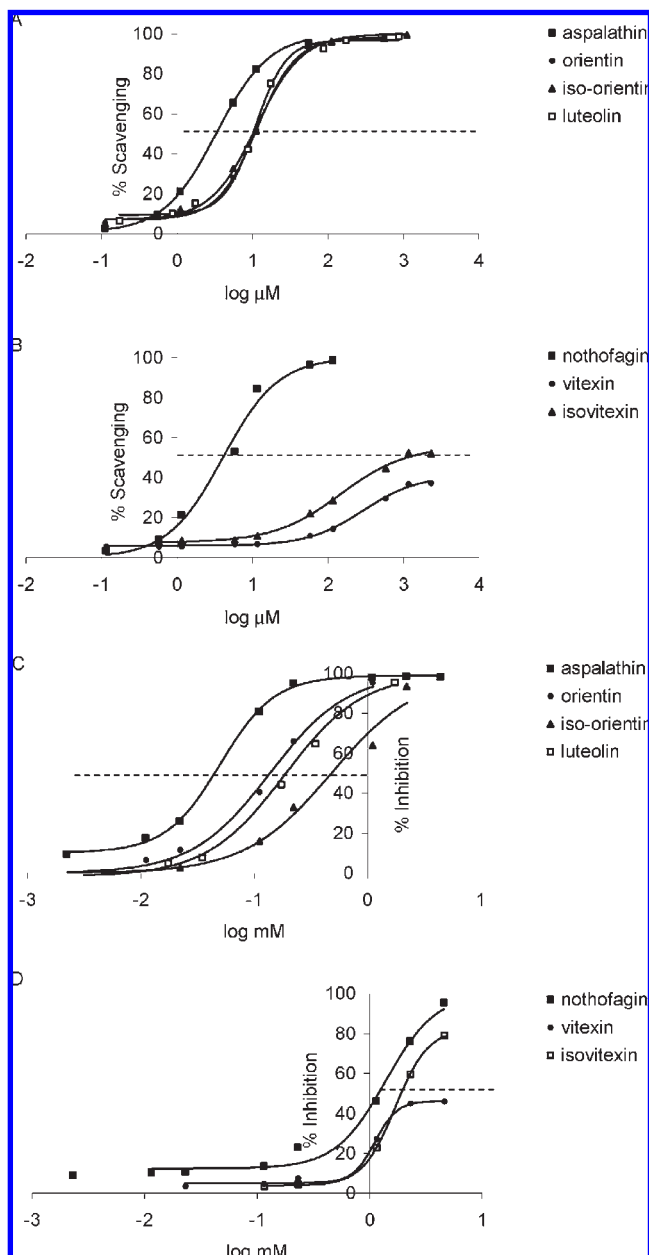 A
100
80
60
40
20
0
% Scavenging
-2 -1 0 1 2 3 4
log µM
aspalathin
orientin
iso-orientin
luteolin
B
100
80
60
40
20
0
% Scavenging
-2 -1 0 1 2 3 4
log µM
nothofagin
vitexin
isovitexin
C
100
80
60
40
20
0
% Inhibition
-3 -2 -1 0 1
log mM
aspalathin
orientin
iso-orientin
luteolin
D
100
80
60
40
20
0
% Inhibition
-3 -2 -1 0 1
log mM
nothofagin
vitexin
isovitexin